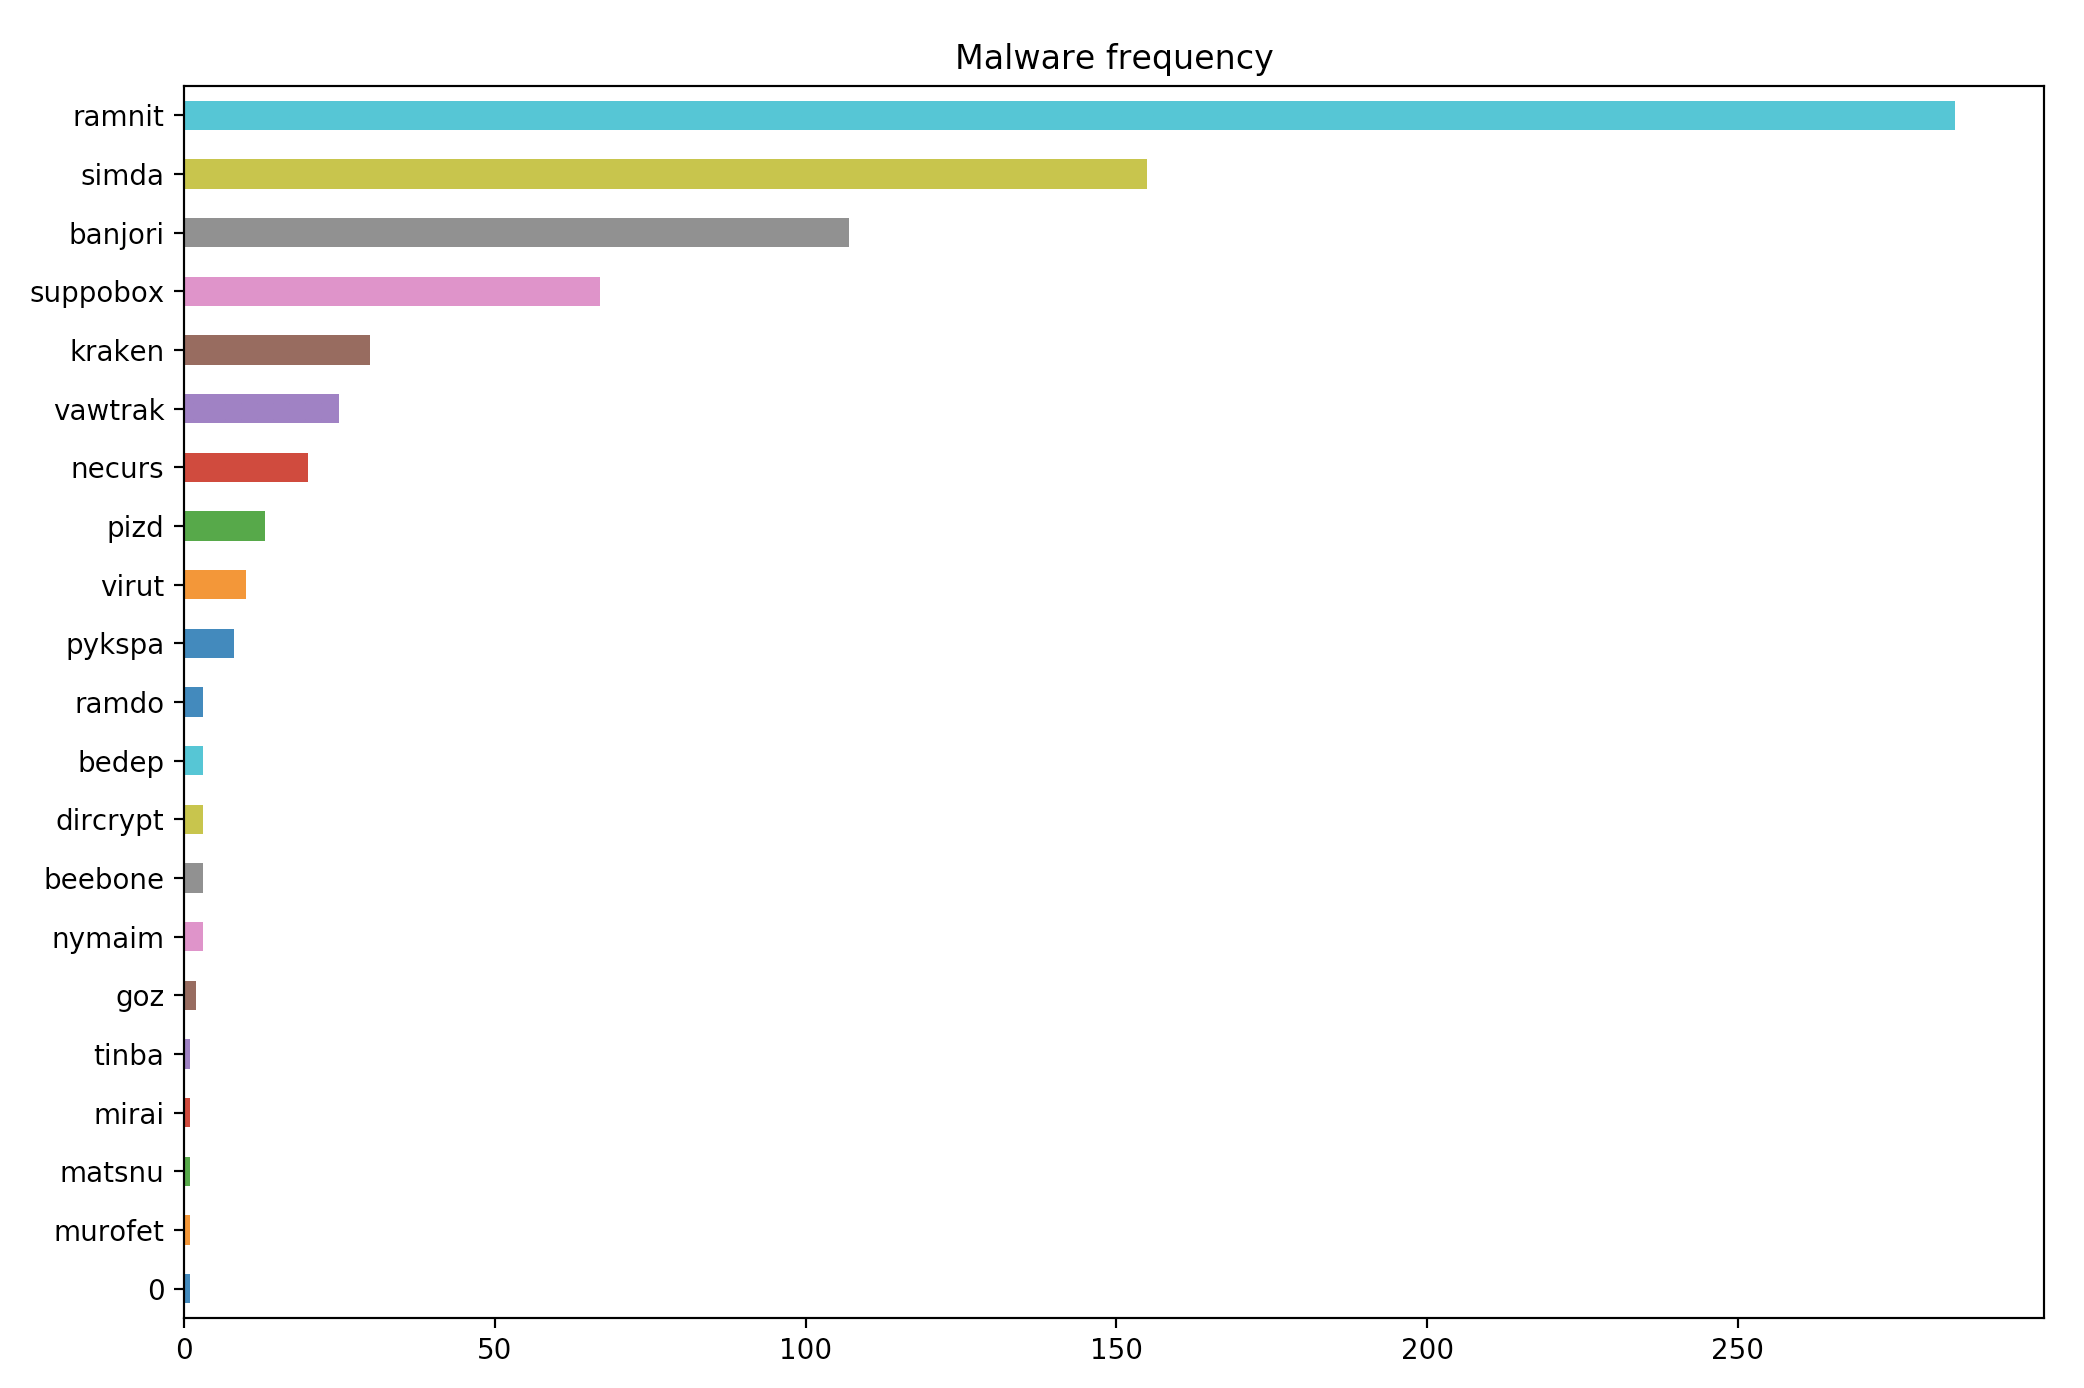 Malware frequency
ramnit
simda
banjori
suppobox
kraken
vawtrak
necurs
pizd
virut
pykspa
ramdo
bedep
dircrypt
beebone
nymaim
goz
tinba
mirai
matsnu
murofet
0
0 50 100 150 200 250